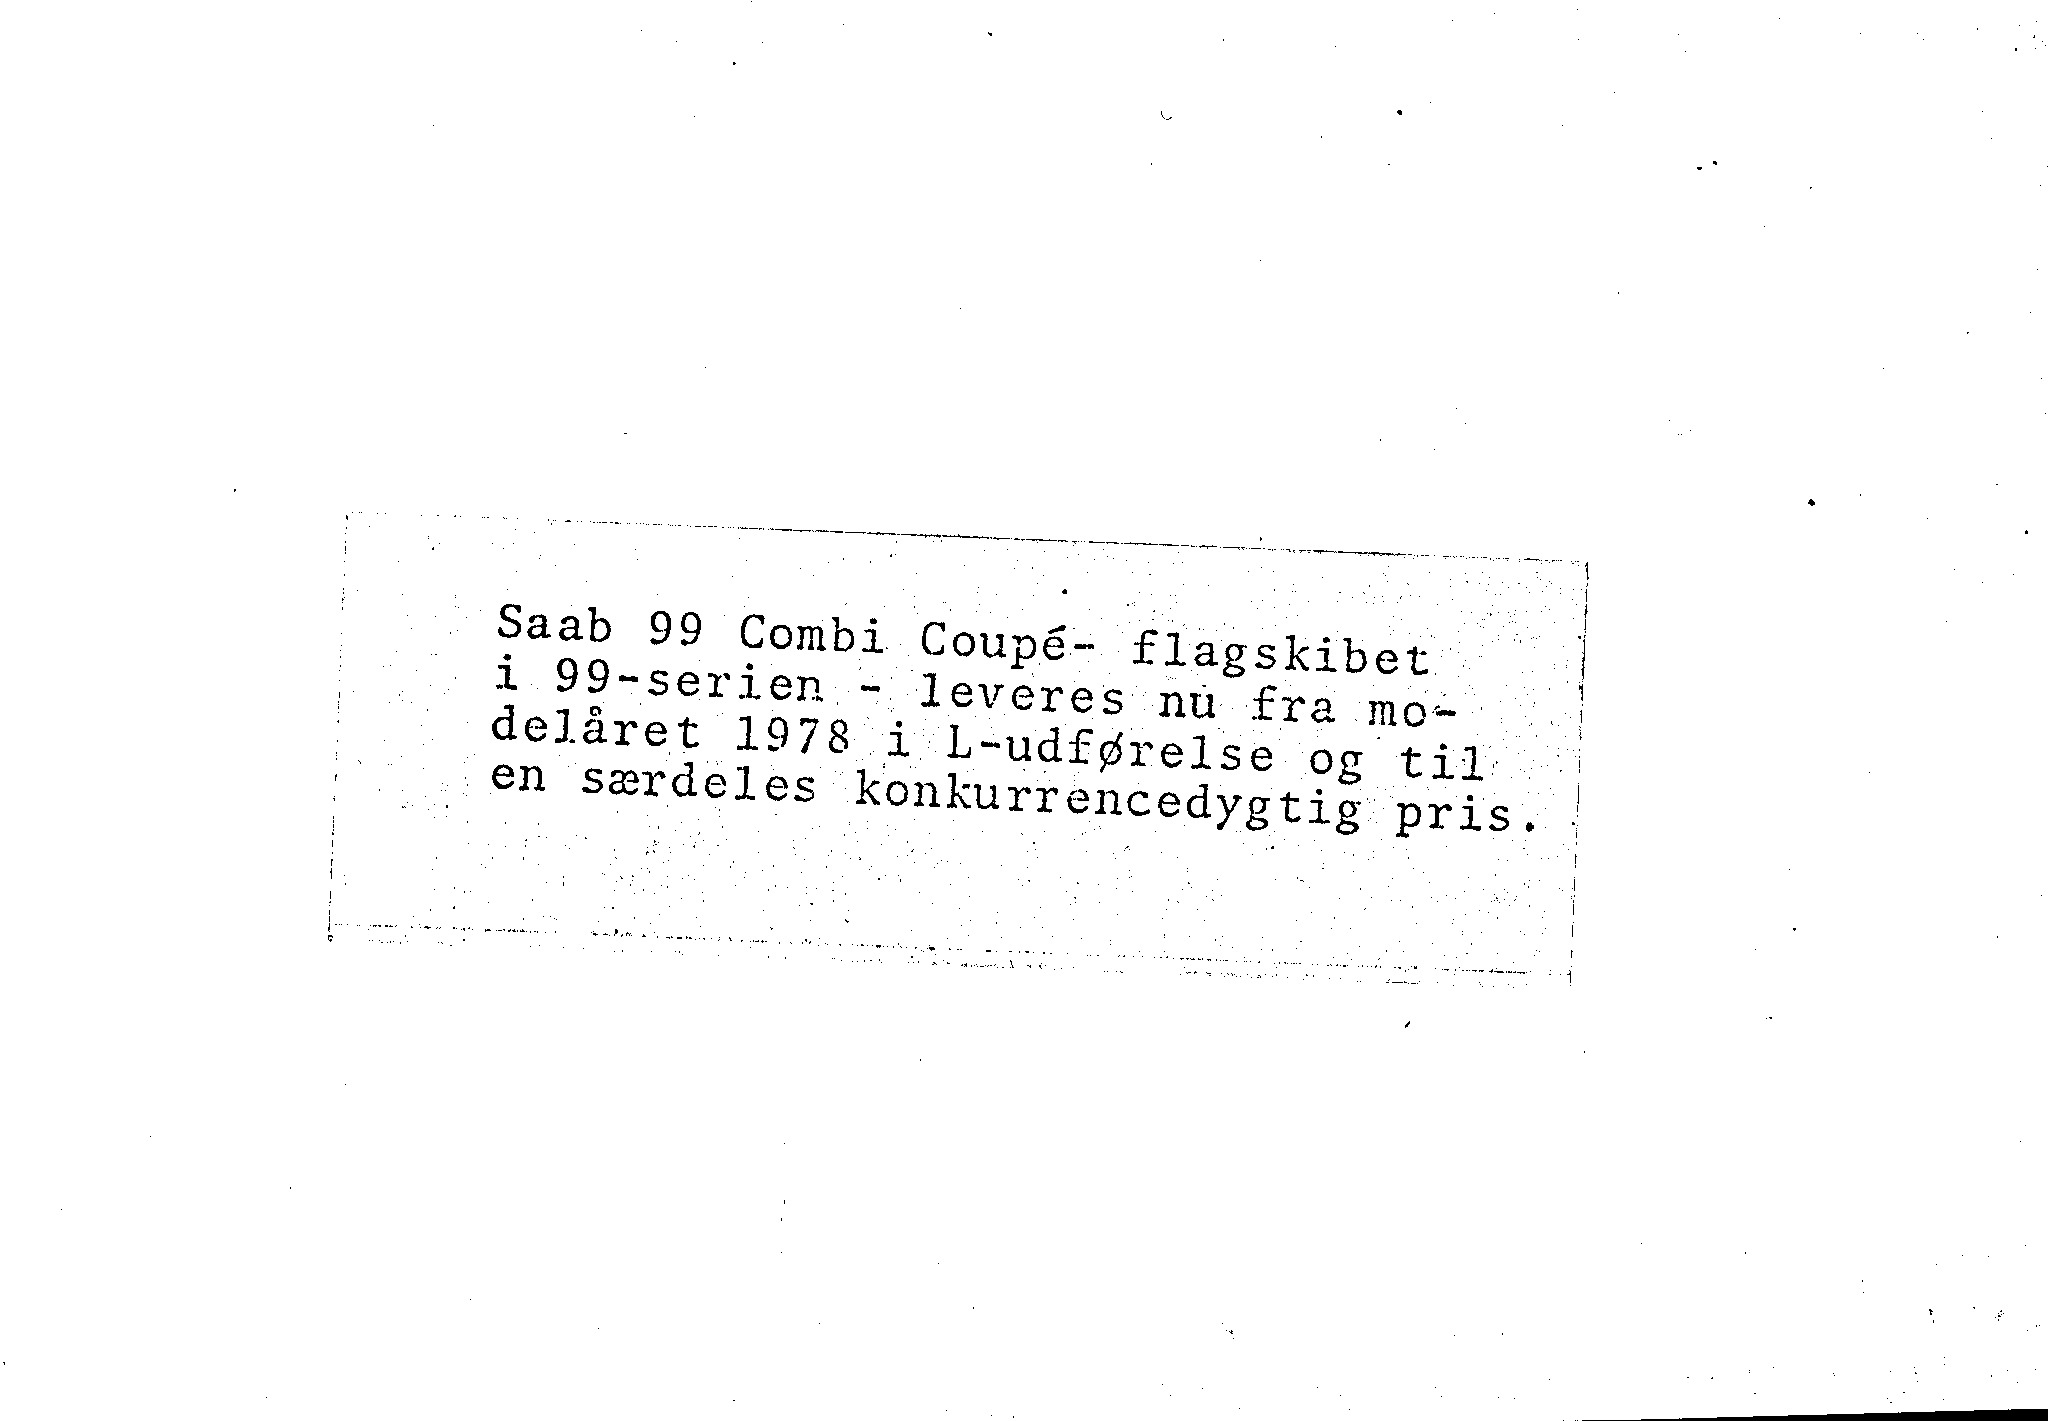 Saab 99 Combi Coupé- flagskibet
i 99-serien - leveres nu fra mo-
delåret 1978 i L-udførelse og til
en særdeles konkurrencedygtig pris.